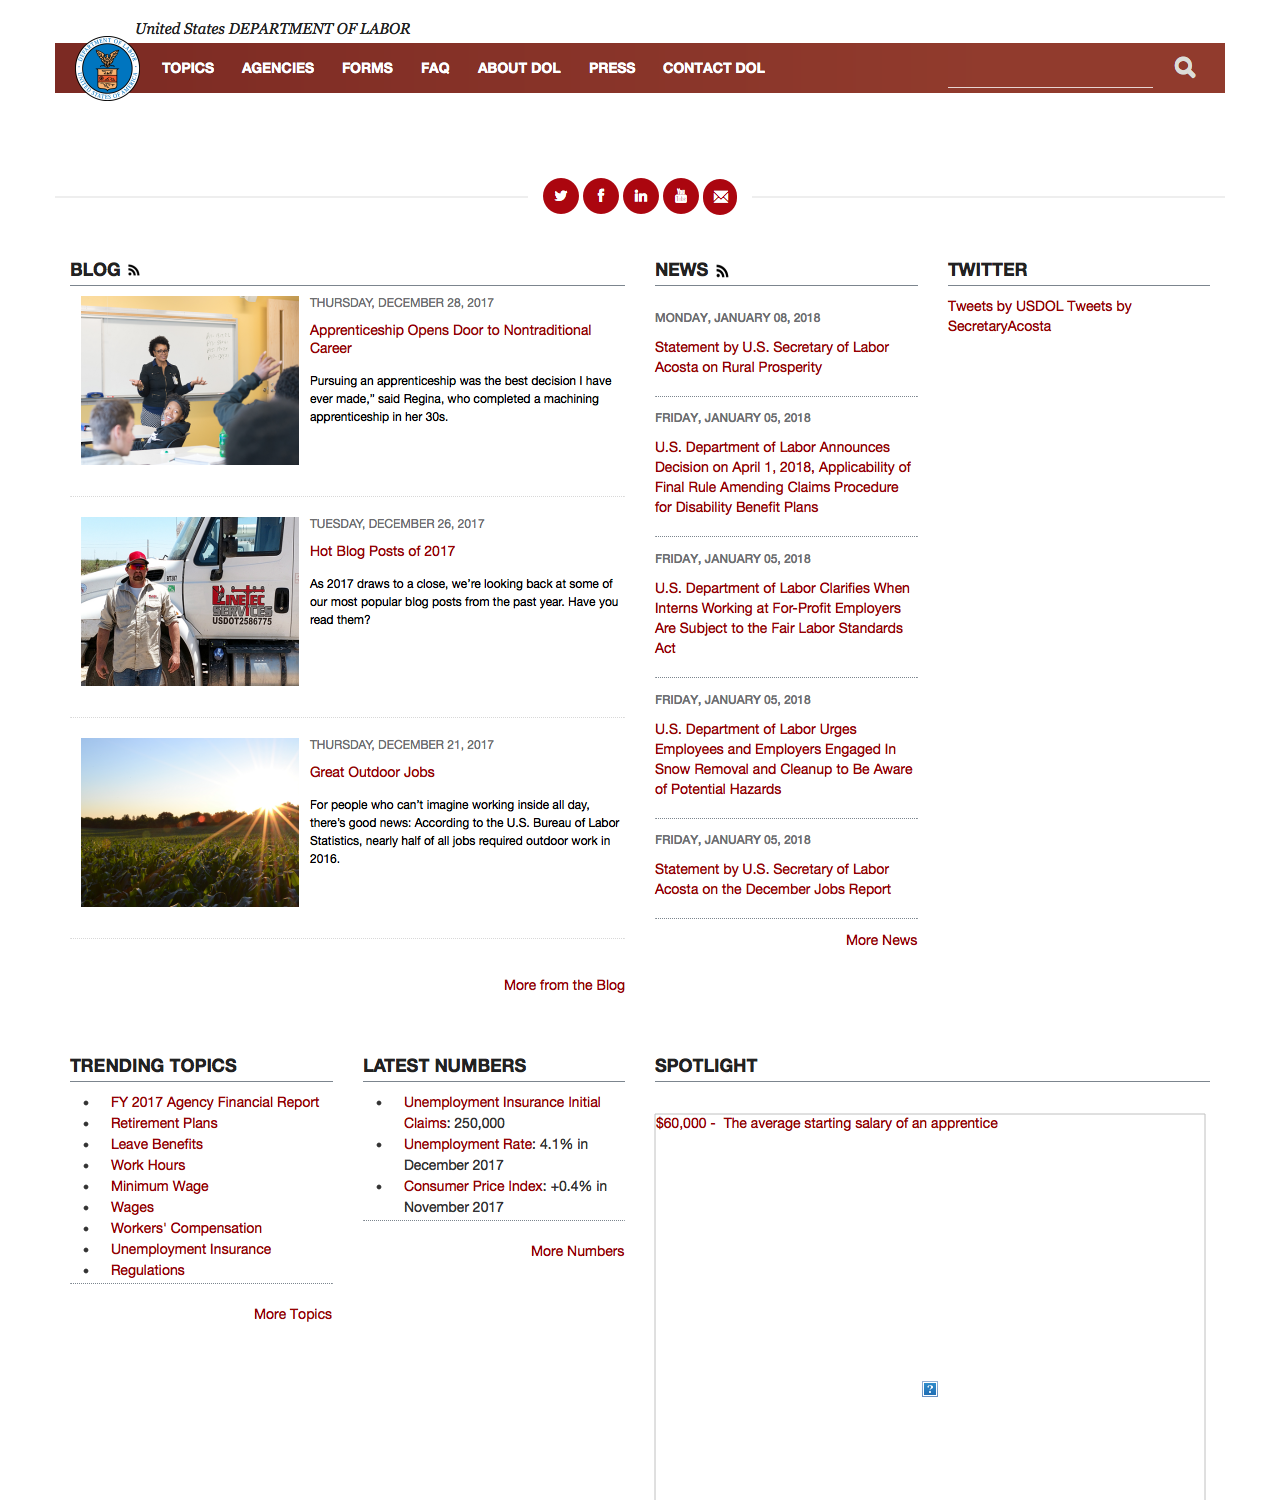 United States DEPARTMENT OF LABOR
TOPICS AGENCIES FORMS FAQ ABOUT DOL PRESS CONTACT DOL
BLOG
THURSDAY, DECEMBER 28, 2017
Apprenticeship Opens Door to Nontraditional
Career
Pursuing an apprenticeship was the best decision I have
ever made,” said Regina, who completed a machining
apprenticeship in her 30s.
TUESDAY, DECEMBER 26, 2017
Hot Blog Posts of 2017
As 2017 draws to a close, we’re looking back at some of
our most popular blog posts from the past year. Have you
read them?
LINETEC
SERVICES
USDOT2586775
THURSDAY, DECEMBER 21, 2017
Great Outdoor Jobs
For people who can’t imagine working inside all day,
there’s good news: According to the U.S. Bureau of Labor
Statistics, nearly half of all jobs required outdoor work in
2016.
More from the Blog
NEWS
MONDAY, JANUARY 08, 2018
Statement by U.S. Secretary of Labor
Acosta on Rural Prosperity
FRIDAY, JANUARY 05, 2018
U.S. Department of Labor Announces
Decision on April 1, 2018, Applicability of
Final Rule Amending Claims Procedure
for Disability Benefit Plans
FRIDAY, JANUARY 05, 2018
U.S. Department of Labor Clarifies When
Interns Working at For-Profit Employers
Are Subject to the Fair Labor Standards
Act
FRIDAY, JANUARY 05, 2018
U.S. Department of Labor Urges
Employees and Employers Engaged In
Snow Removal and Cleanup to Be Aware
of Potential Hazards
FRIDAY, JANUARY 05, 2018
Statement by U.S. Secretary of Labor
Acosta on the December Jobs Report
More News
TWITTER
Tweets by USDOL Tweets by
SecretaryAcosta
TRENDING TOPICS
FY 2017 Agency Financial Report
Retirement Plans
Leave Benefits
Work Hours
Minimum Wage
Wages
Workers' Compensation
Unemployment Insurance
Regulations
More Topics
LATEST NUMBERS
Unemployment Insurance Initial
Claims: 250,000
Unemployment Rate: 4.1% in
December 2017
Consumer Price Index: +0.4% in
November 2017
More Numbers
SPOTLIGHT
$60,000 - The average starting salary of an apprentice